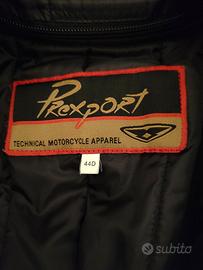 Prexport
TECHNICAL MOTORCYCLE APPAREL
44D
subito